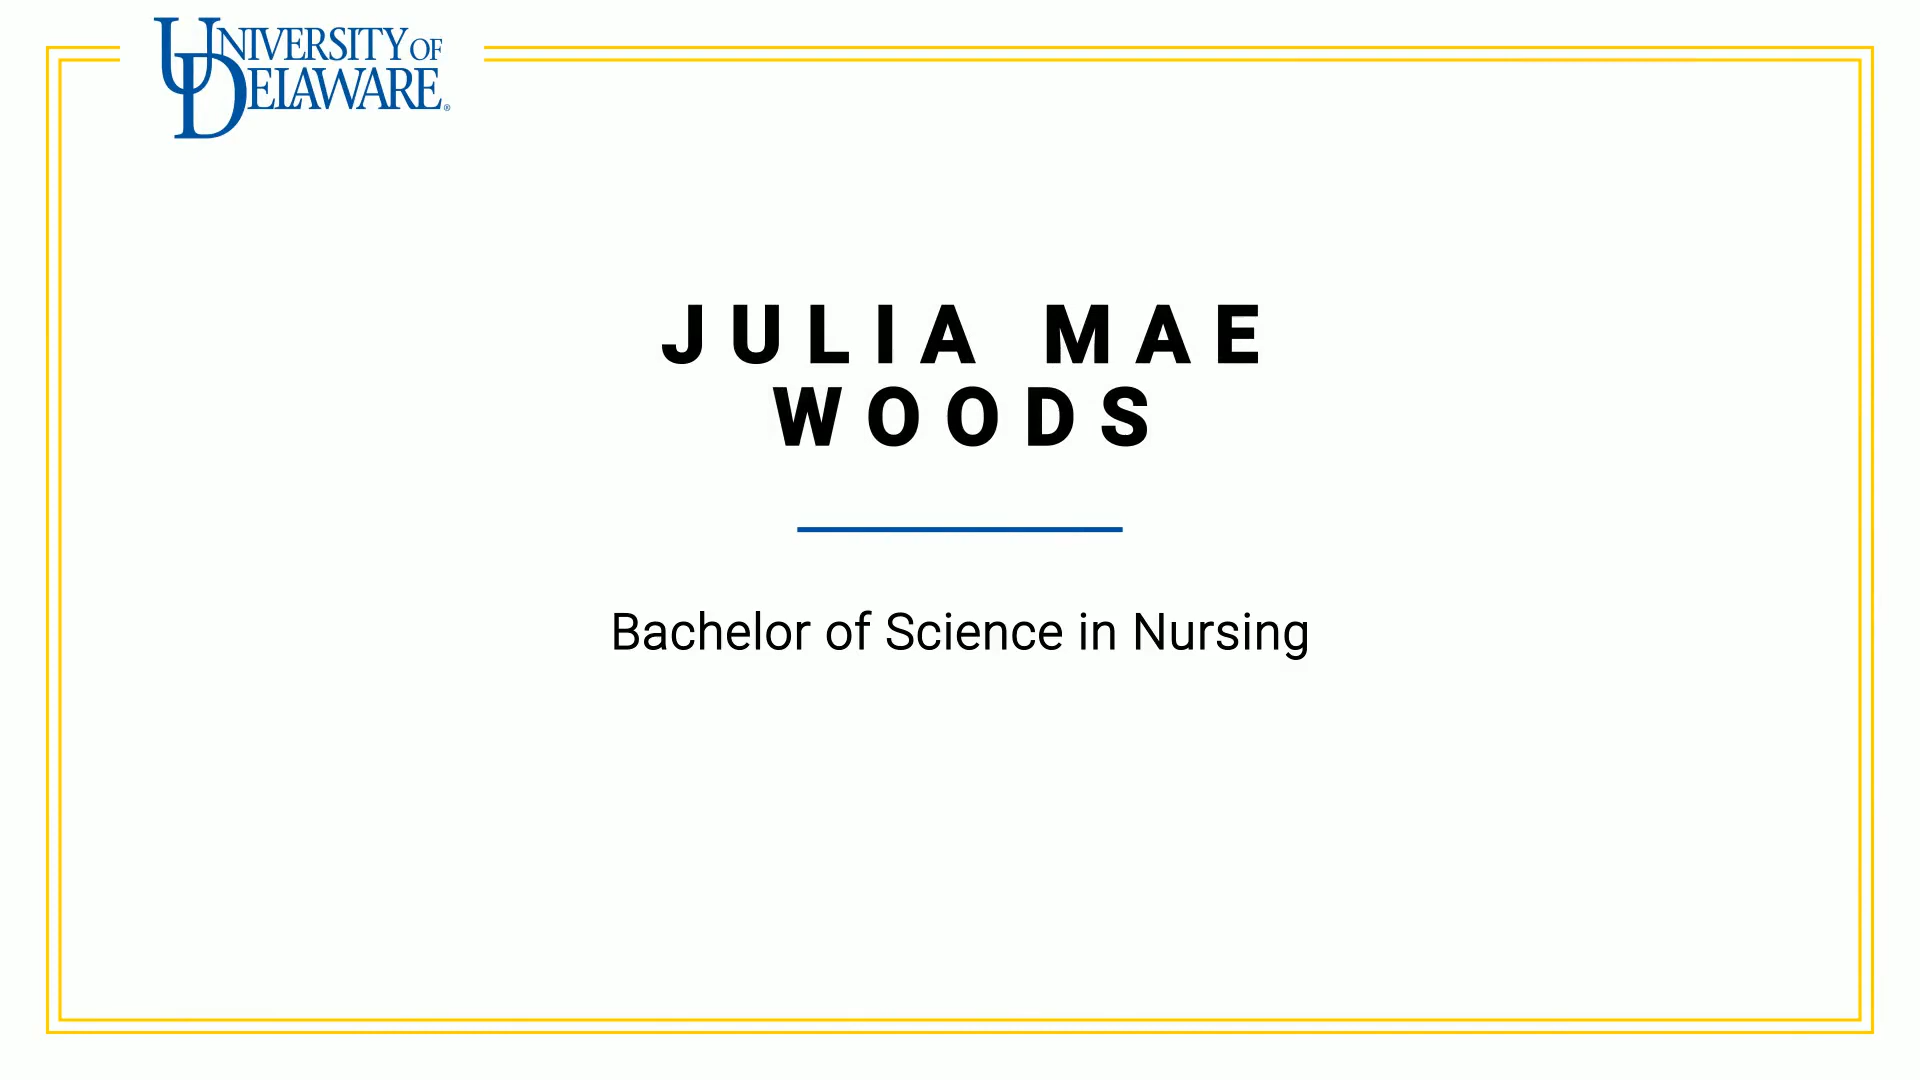 UNIVERSITY OF
DELAWARE®
JULIA MAE
WOODS
Bachelor of Science in Nursing